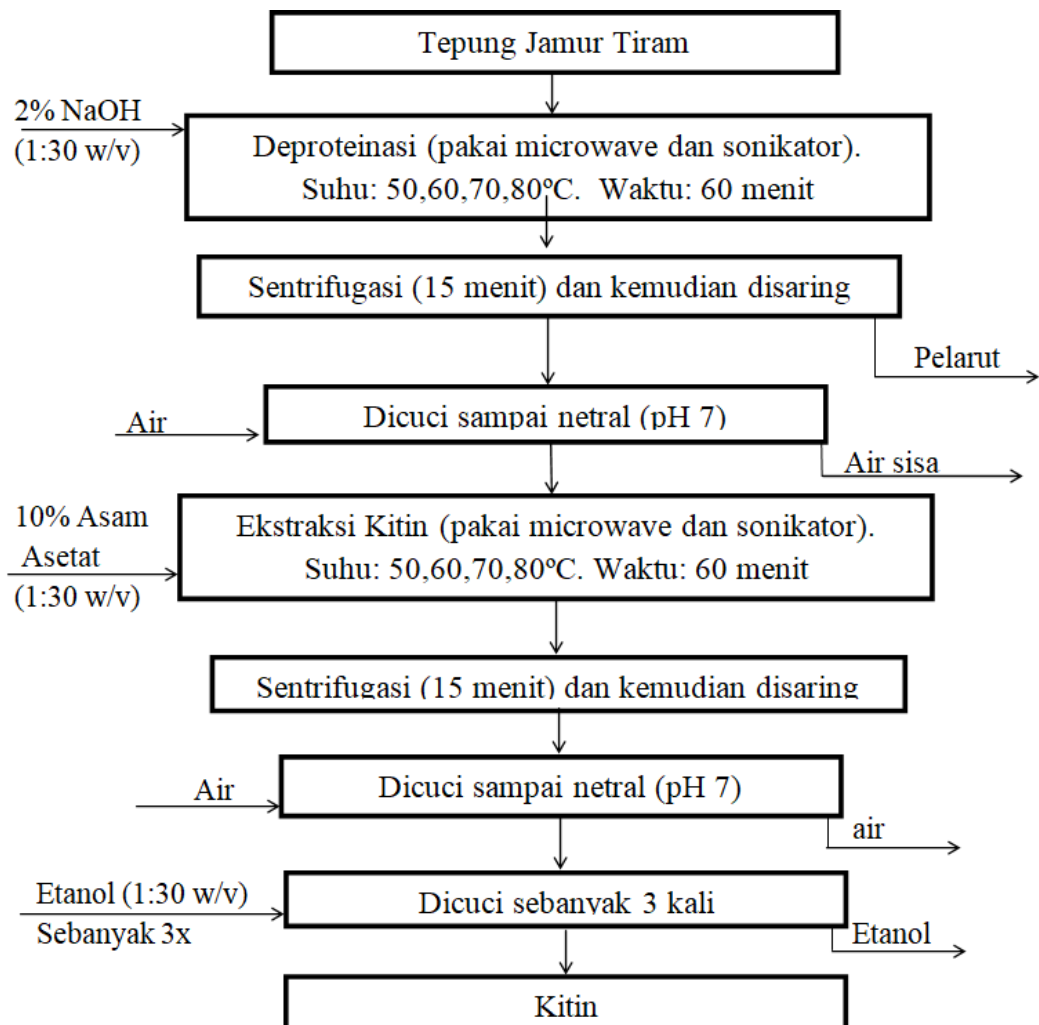 Tepung Jamur Tiram
2% NaOH
(1:30 w/v)
Deproteinasi (pakai microwave dan sonikator).
Suhu: 50,60,70,80ºC. Waktu: 60 menit
Sentrifugasi (15 menit) dan kemudian disaring
Pelarut
Air
Dicuci sampai netral (pH 7)
Air sisa
10% Asam
Asetat
(1:30 w/v)
Ekstraksi Kitin (pakai microwave dan sonikator).
Suhu: 50,60,70,80ºC. Waktu: 60 menit
Sentrifugasi (15 menit) dan kemudian disaring
Air
Dicuci sampai netral (pH 7)
air
Etanol (1:30 w/v)
Sebanyak 3x
Dicuci sebanyak 3 kali
Etanol
Kitin